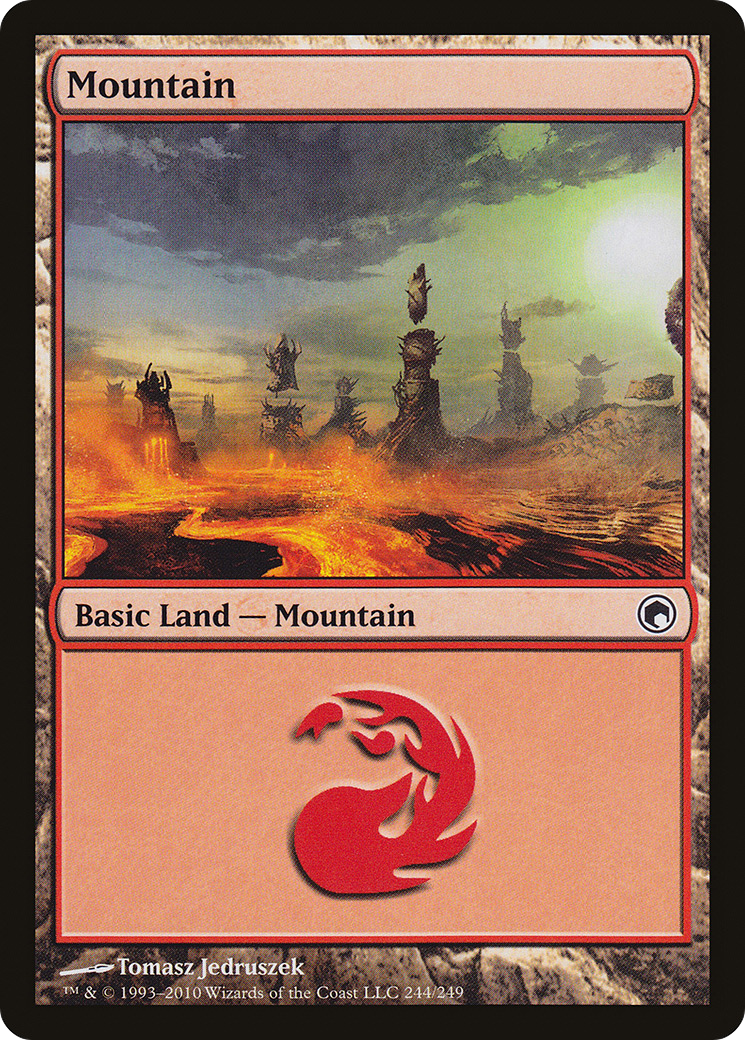 Mountain
Basic Land — Mountain
Tomasz Jedruszek
™ & © 1993–2010 Wizards of the Coast LLC 244/249